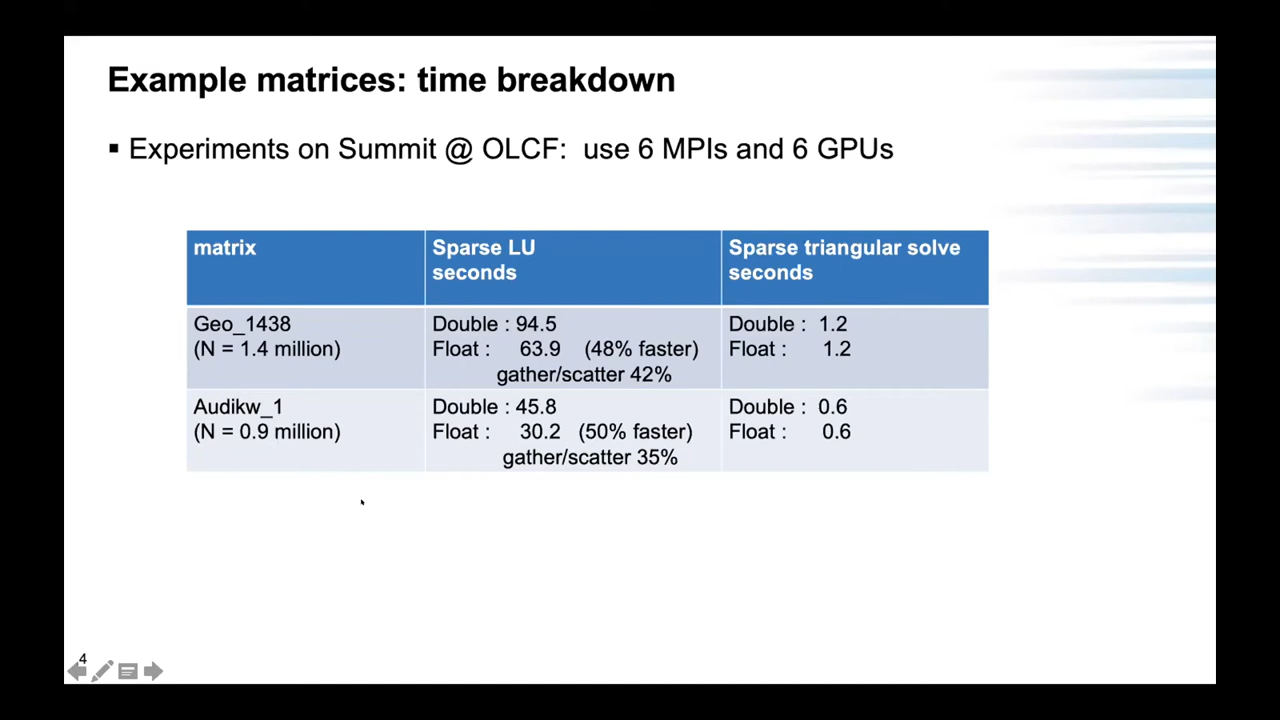 Example matrices: time breakdown
▪ Experiments on Summit @ OLCF: use 6 MPIs and 6 GPUs
matrix
Sparse LU
seconds
Sparse triangular solve
seconds
Geo_1438
(N = 1.4 million)
Double : 94.5
Float : 63.9 (48% faster)
gather/scatter 42%
Double : 1.2
Float : 1.2
Audikw_1
(N = 0.9 million)
Double : 45.8
Float : 30.2 (50% faster)
gather/scatter 35%
Double : 0.6
Float : 0.6
4